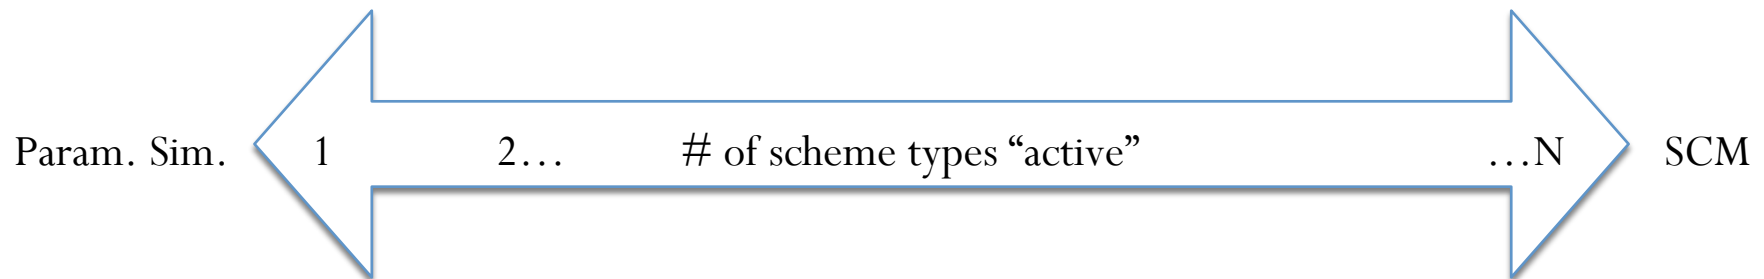 Param. Sim. 1 2… # of scheme types “active” …N SCM